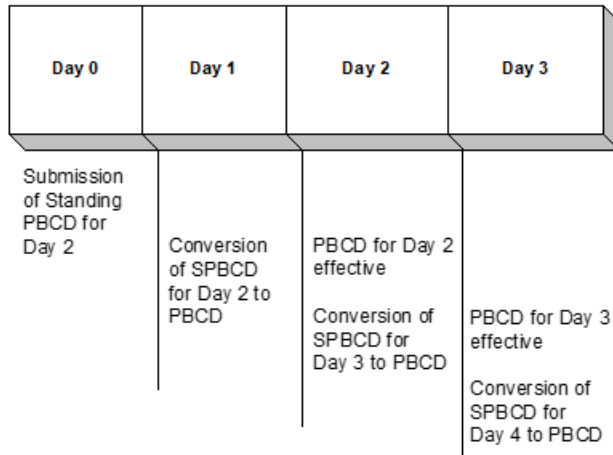 Day 0
Day 1
Day 2
Day 3
Submission
of Standing
PBCD for
Day 2
Conversion
of SPBCD
for Day 2 to
PBCD
PBCD for Day 2
effective
Conversion of
SPBCD for
Day 3 to PBCD
PBCD for Day 3
effective
Conversion of
SPBCD for
Day 4 to PBCD